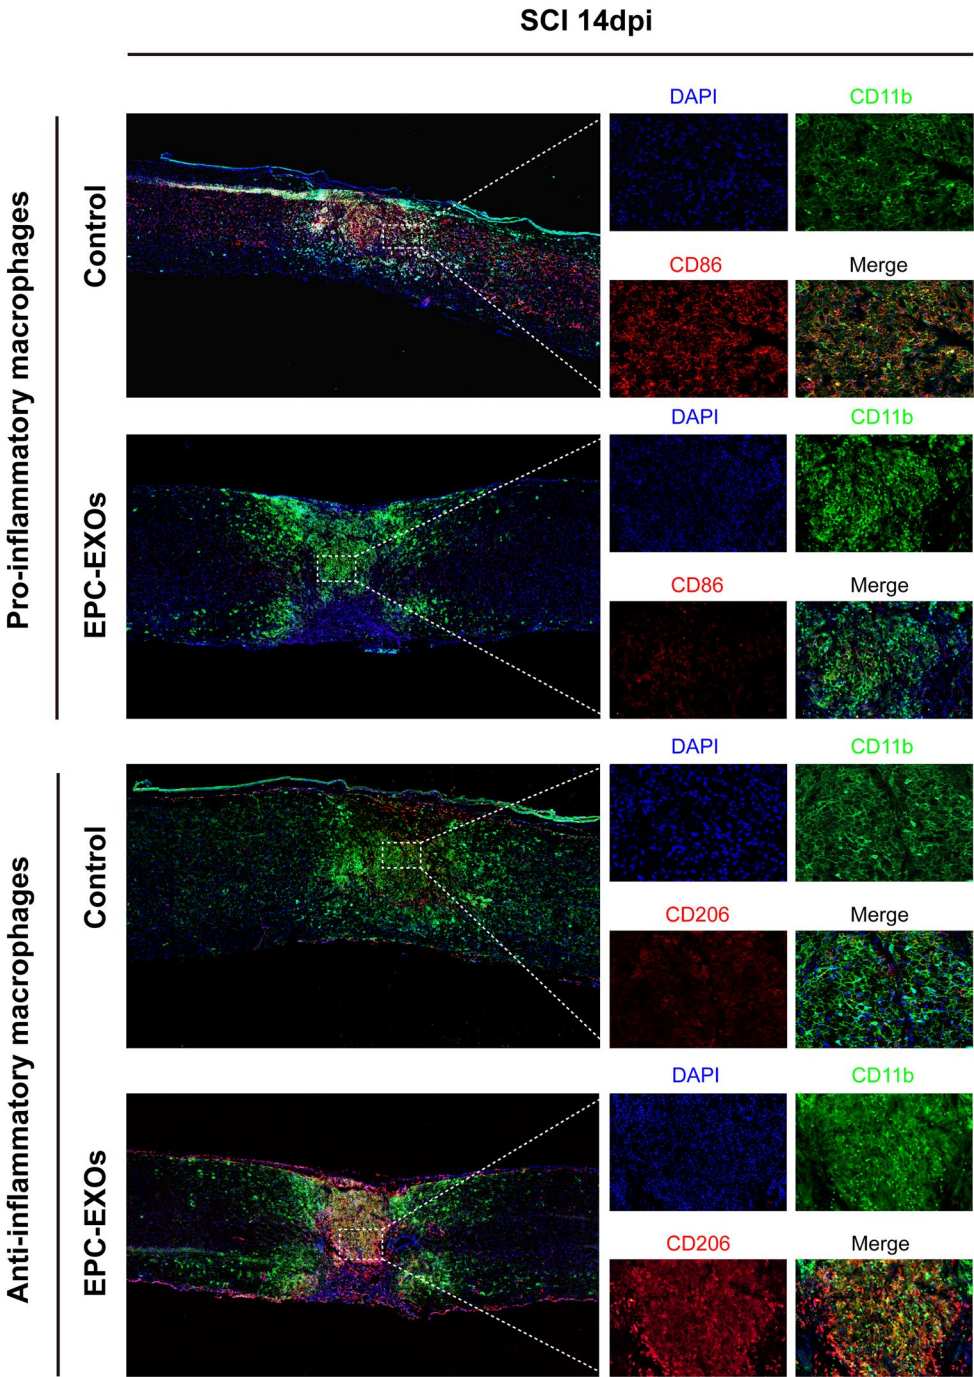 SCI 14dpi
Pro-inflammatory macrophages
Control
DAPI
CD11b
CD86
Merge
EPC-EXOs
DAPI
CD11b
CD86
Merge
Anti-inflammatory macrophages
Control
DAPI
CD11b
CD206
Merge
EPC-EXOs
DAPI
CD11b
CD206
Merge